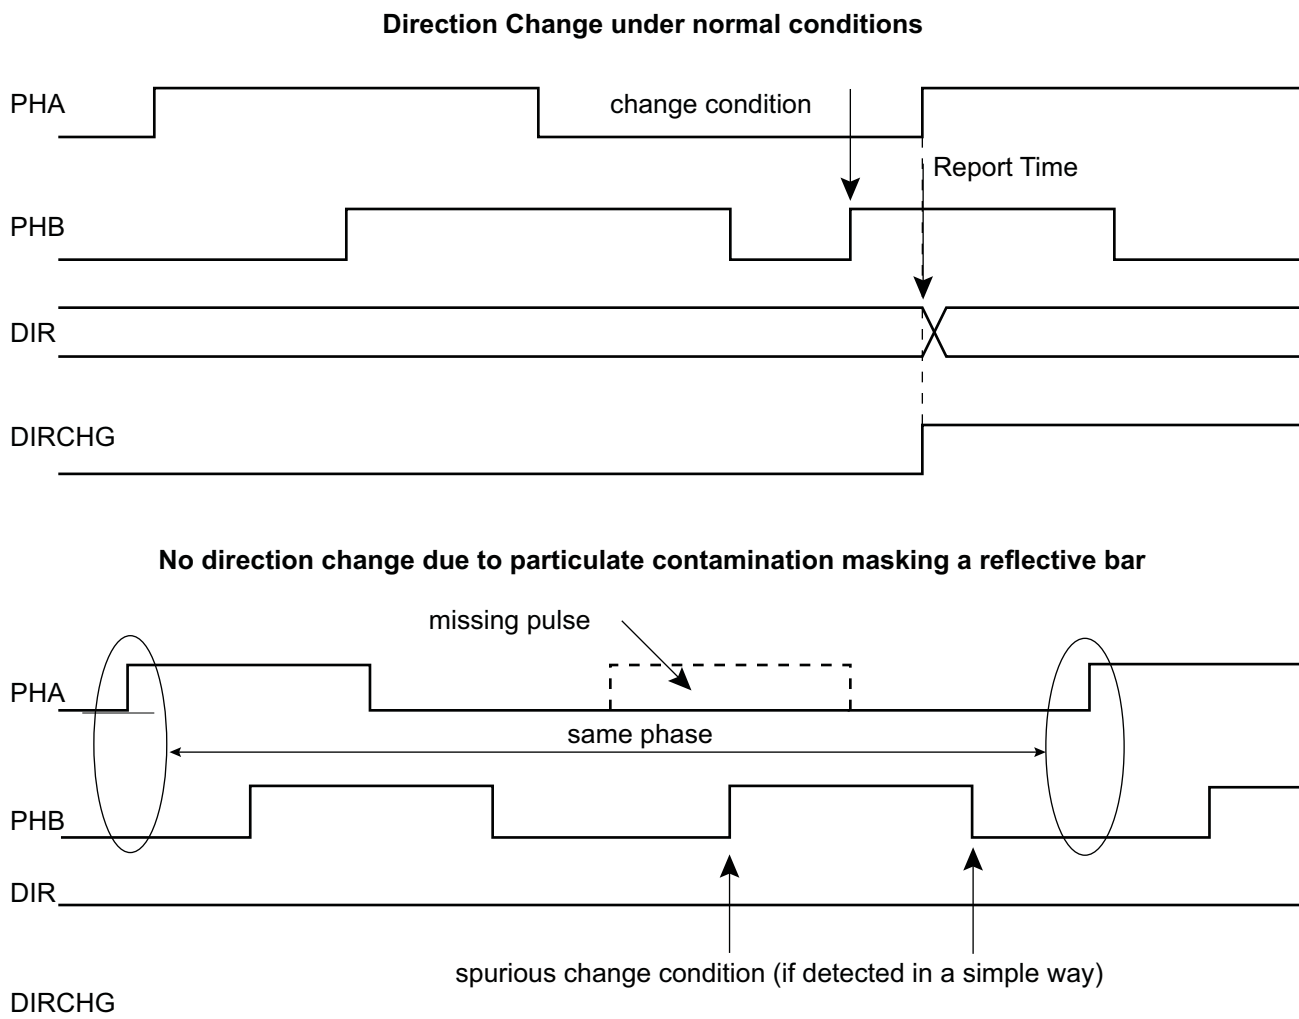 Direction Change under normal conditions
PHA
change condition
Report Time
PHB
DIR
DIRCHG
No direction change due to particulate contamination masking a reflective bar
missing pulse
PHA
same phase
PHB
DIR
spurious change condition (if detected in a simple way)
DIRCHG